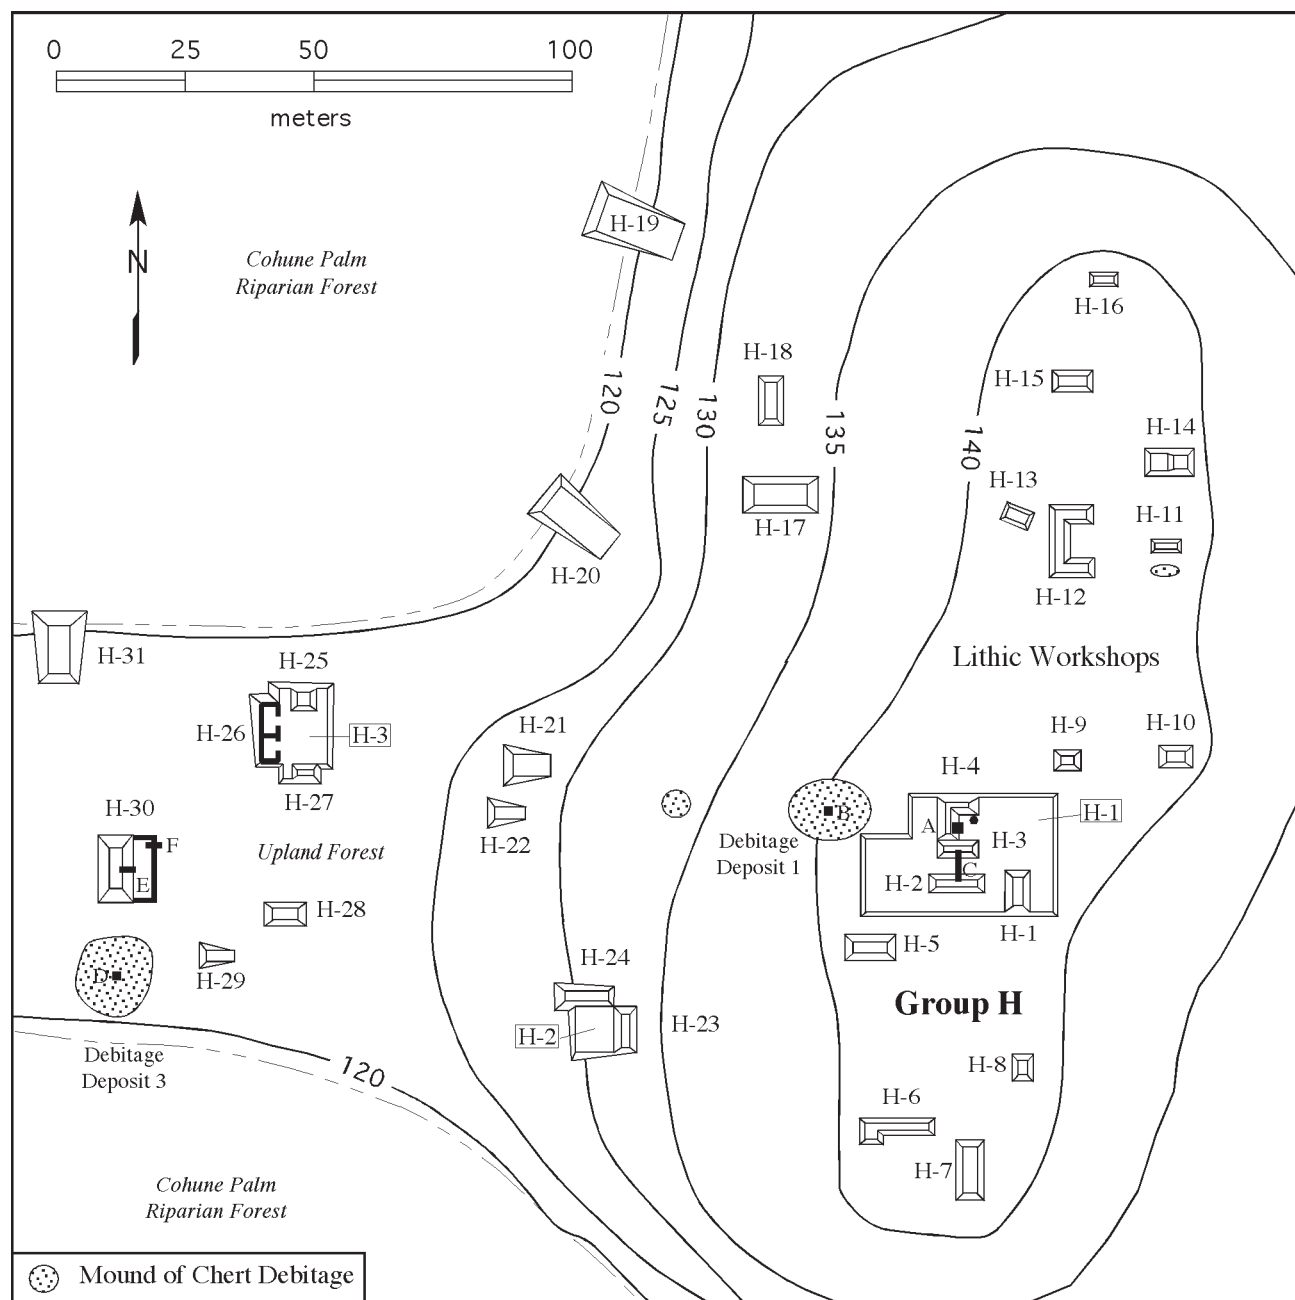 0 25 50 100
meters
N
Cohune Palm
Riparian Forest
H-19
H-16
H-18
H-15
120
125
130
135
140
H-14
H-13
H-17
H-11
H-20
H-12
H-31
H-25
Lithic Workshops
H-26
H-3
H-21
H-9
H-10
H-4
H-27
H-30
B
A
H-1
F
Upland Forest
H-22
Debitage
Deposit 1
H-3
C
E
H-2
H-28
H-1
H-5
D
H-29
H-24
Group H
H-2
H-23
Debitage
Deposit 3
120
H-8
H-6
H-7
Cohune Palm
Riparian Forest
Mound of Chert Debitage